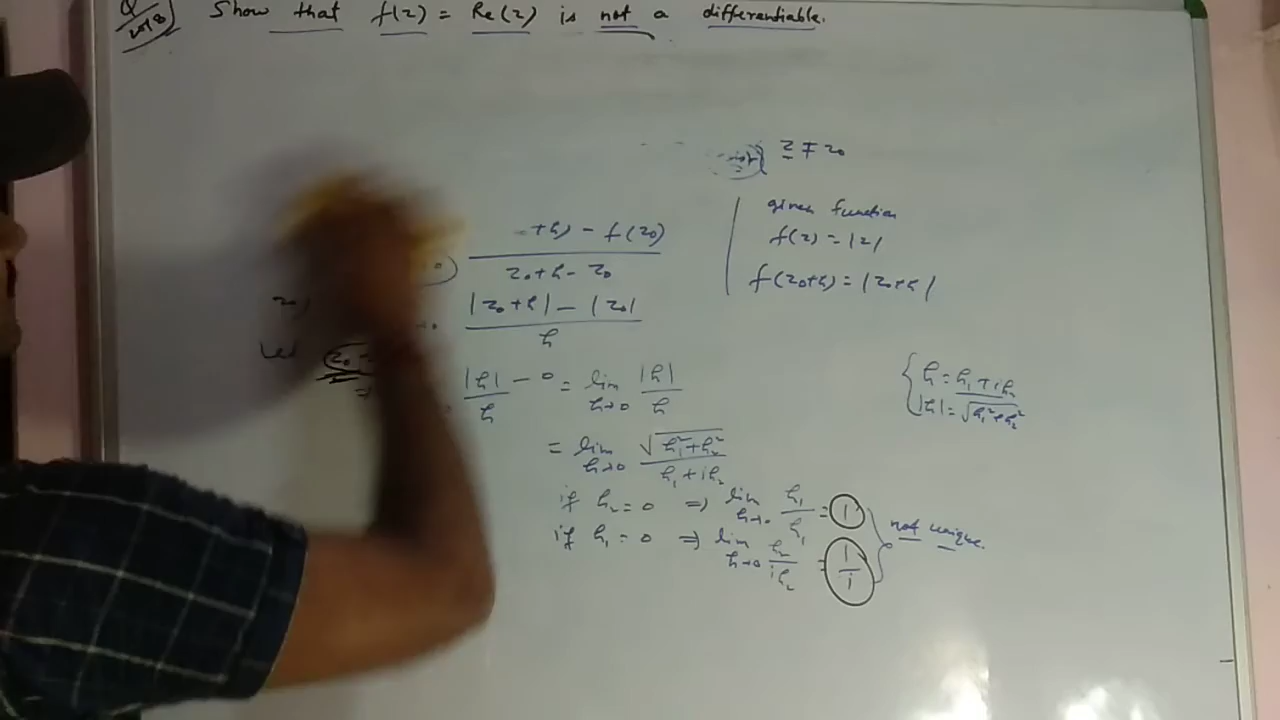 Q
Show that f(z) = Re(z) is not a differentiable.
z ≠ z0
+h) - f(z0)
z0+h - z0
given function
f(z) = |z|
f(z0+h) = |z0+h|
|z0+h| - |z0|
h
|h| - 0 = lim |h|
h h→0 h
{ h = h1 + ih2
|h| = √h1²+h2²
= lim √h1²+h2²
h→0 h1+ih2
if h2 = 0 ⇒ lim h1 = 1
h→0 h1
if h1 = 0 ⇒ lim h2 = 1
h→0 ih2 i
not unique.